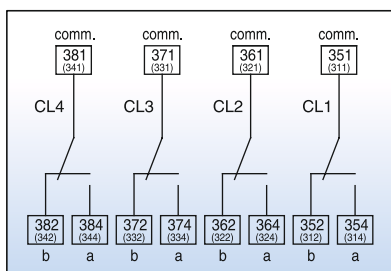 comm. comm. comm. comm.
381 371 361 351
(341) (331) (321) (311)
CL4 CL3 CL2 CL1
382 384 372 374 362 364 352 354
(342) (344) (332) (334) (322) (324) (312) (314)
b a b a b a b a